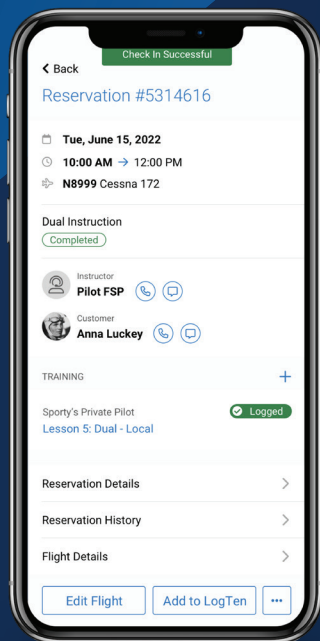 Check In Successful
Back
Reservation #5314616
Tue, June 15, 2022
10:00 AM → 12:00 PM
N8999 Cessna 172
Dual Instruction
Completed
Instructor
Pilot FSP
Customer
Anna Luckey
TRAINING
Sporty's Private Pilot
Logged
Lesson 5: Dual - Local
Reservation Details
Reservation History
Flight Details
Edit Flight
Add to LogTen